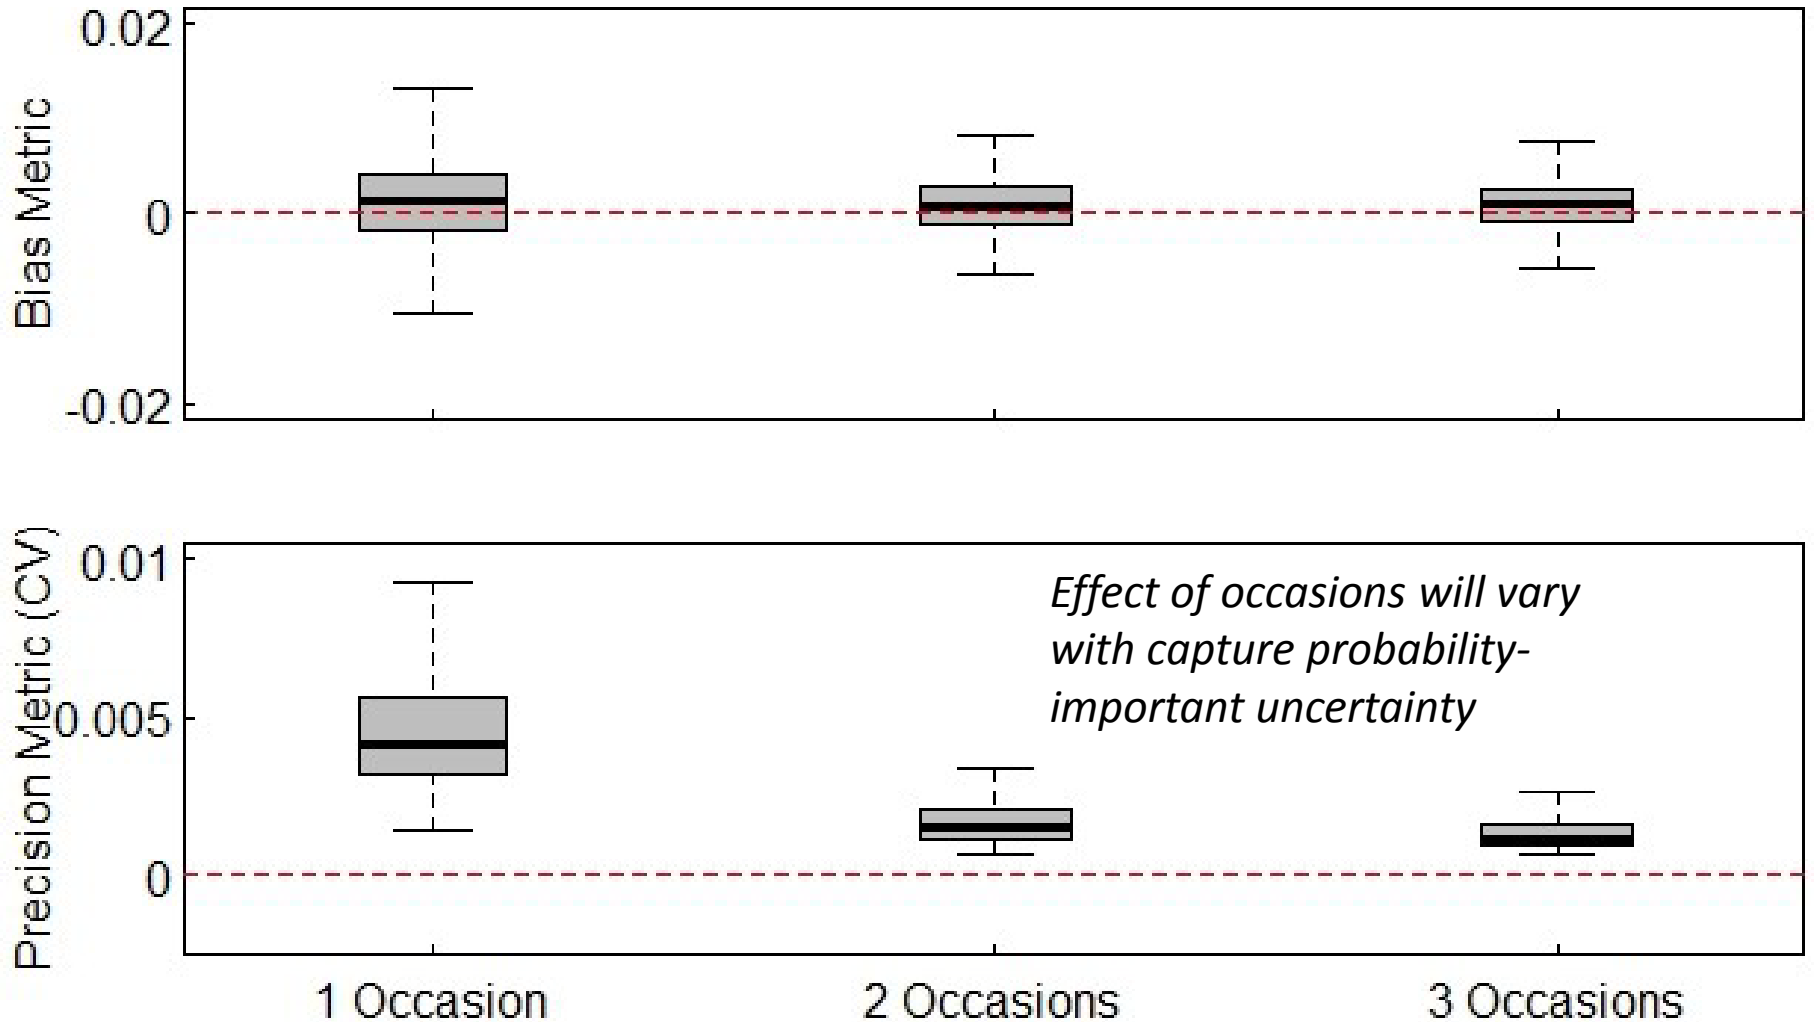 0.02
0
-0.02
Bias Metric
0.01
0.005
0
Precision Metric (CV)
Effect of occasions will vary
with capture probability-
important uncertainty
1 Occasion
2 Occasions
3 Occasions